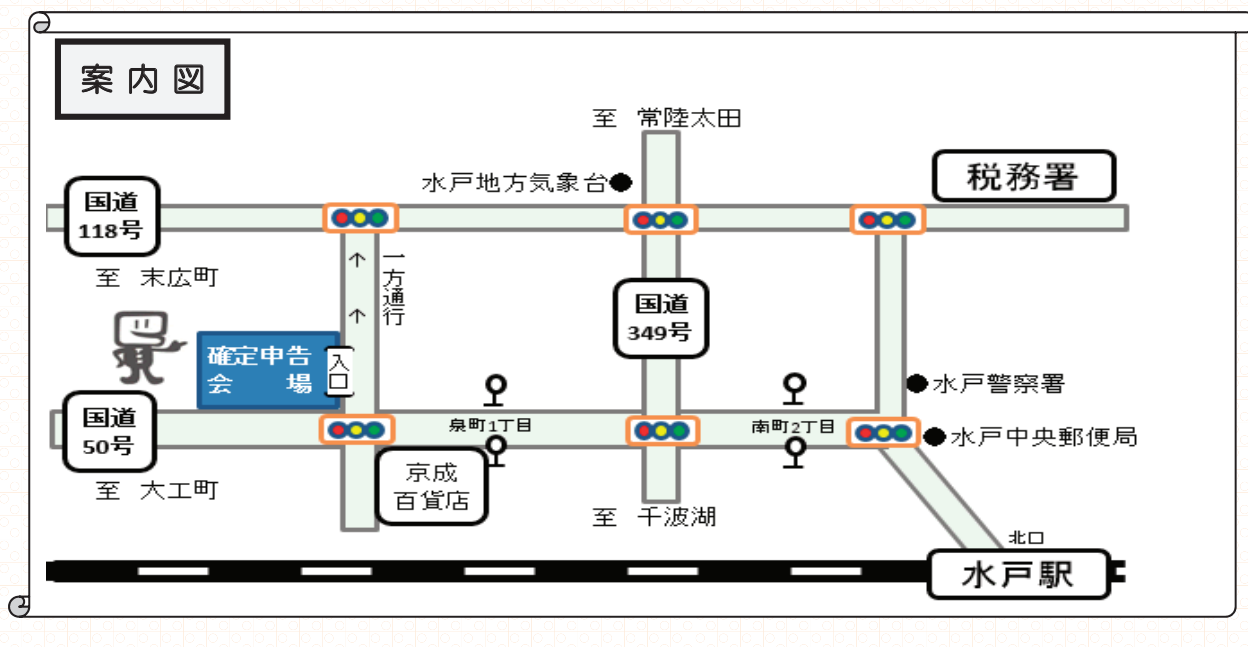 案内図
至 常陸太田
水戸地方気象台●
税務署
国道
118号
至 末広町
一方通行
国道
349号
確定申告
会場
入口
●水戸警察署
国道
50号
泉町1丁目
南町2丁目
●水戸中央郵便局
京成
百貨店
至 大工町
至 千波湖
北口
水戸駅